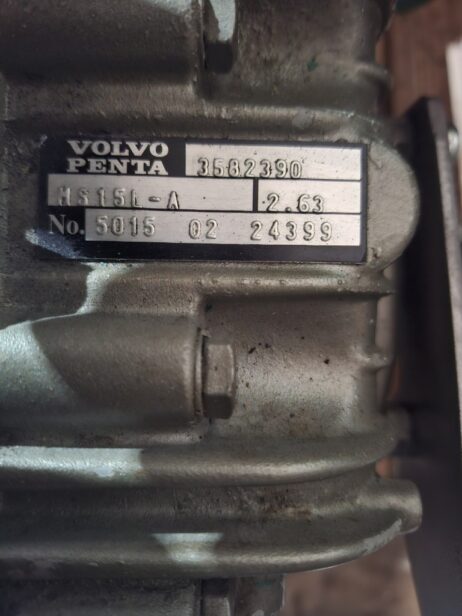 VOLVO
PENTA 3582390
MS15L-A 2.63
No. 5015 02 24399